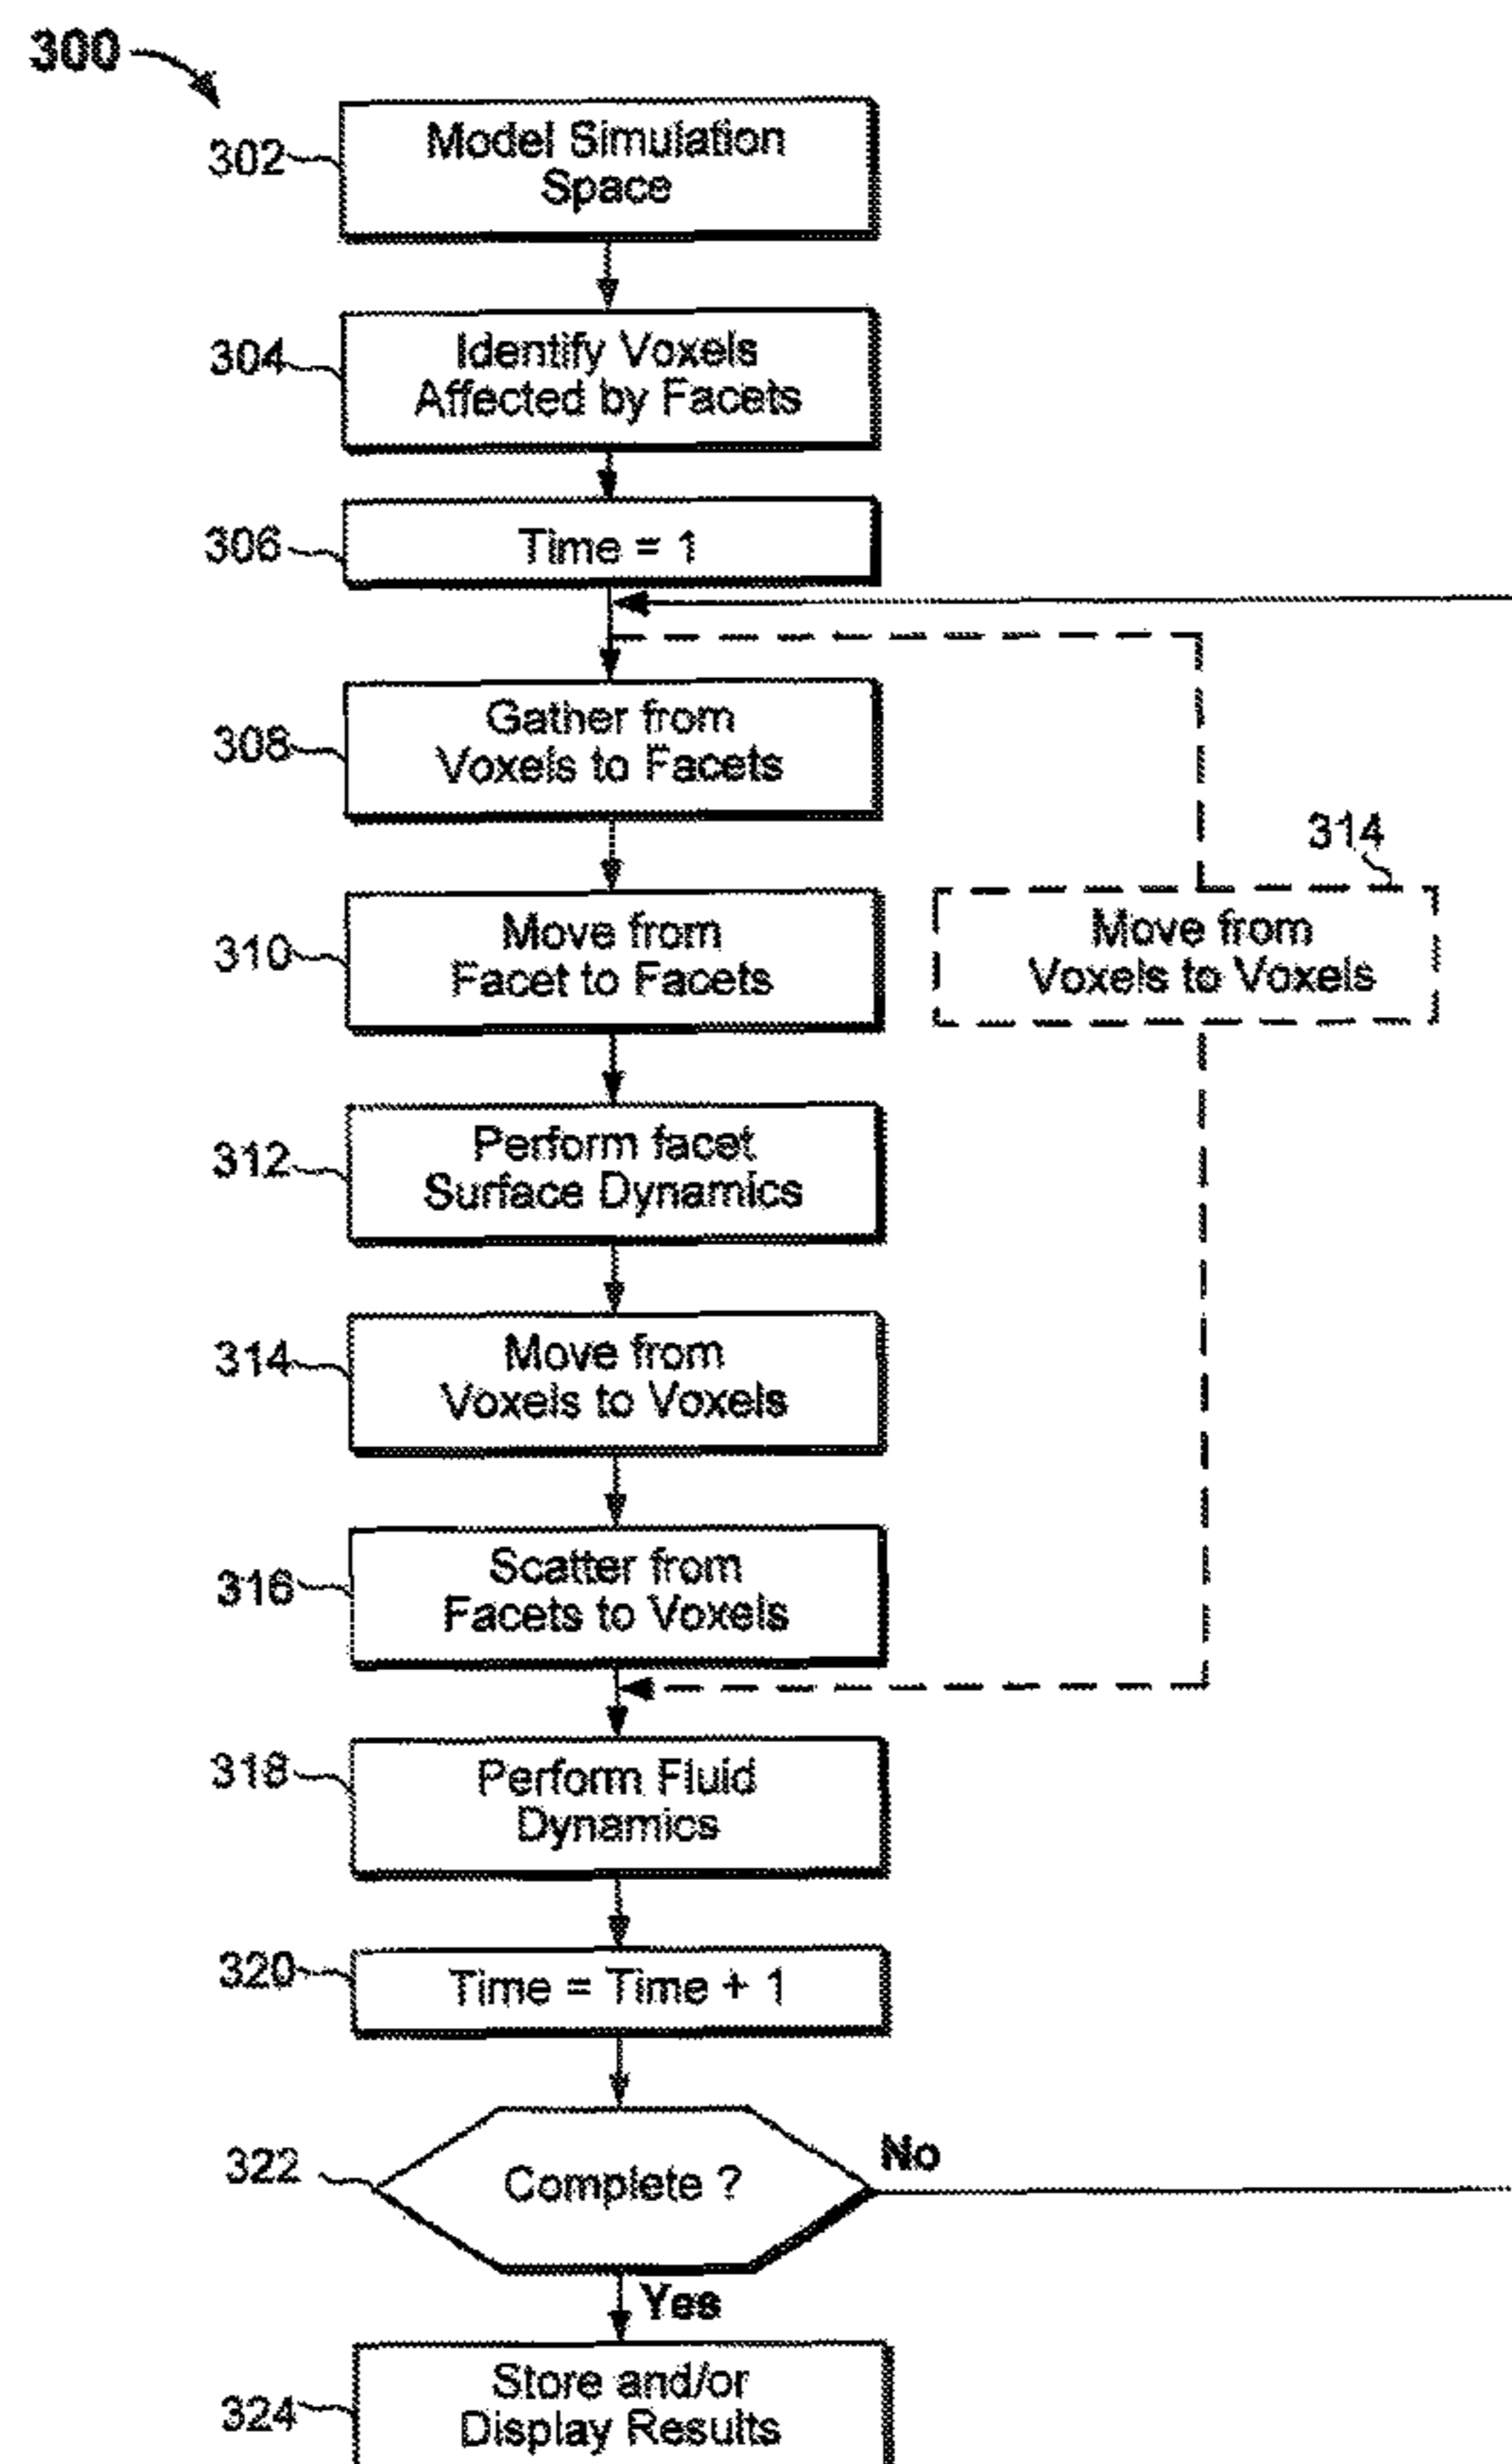 300
302
Model Simulation
Space
304
Identify Voxels
Affected by Facets
306
Time = 1
308
Gather from
Voxels to Facets
310
Move from
Facet to Facets
314
Move from
Voxels to Voxels
312
Perform facet
Surface Dynamics
314
Move from
Voxels to Voxels
316
Scatter from
Facets to Voxels
318
Perform Fluid
Dynamics
320
Time = Time + 1
322
Complete ?
No
Yes
324
Store and/or
Display Results